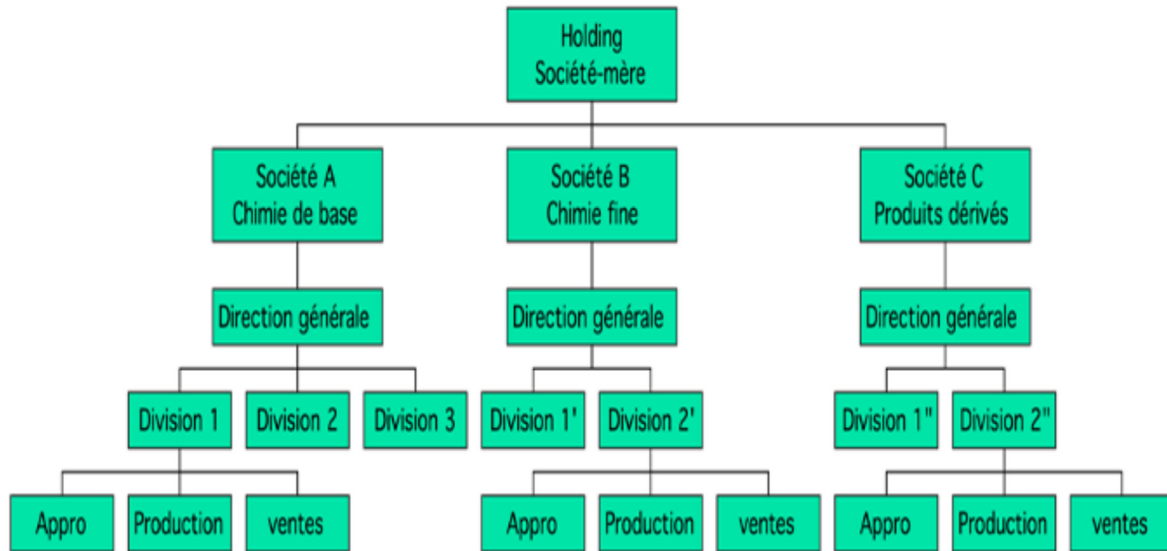 Holding
Société-mère
Société A
Chimie de base
Société B
Chimie fine
Société C
Produits dérivés
Direction générale
Direction générale
Direction générale
Division 1
Division 2
Division 3
Division 1'
Division 2'
Division 1"
Division 2"
Appro
Production
ventes
Appro
Production
ventes
Appro
Production
ventes